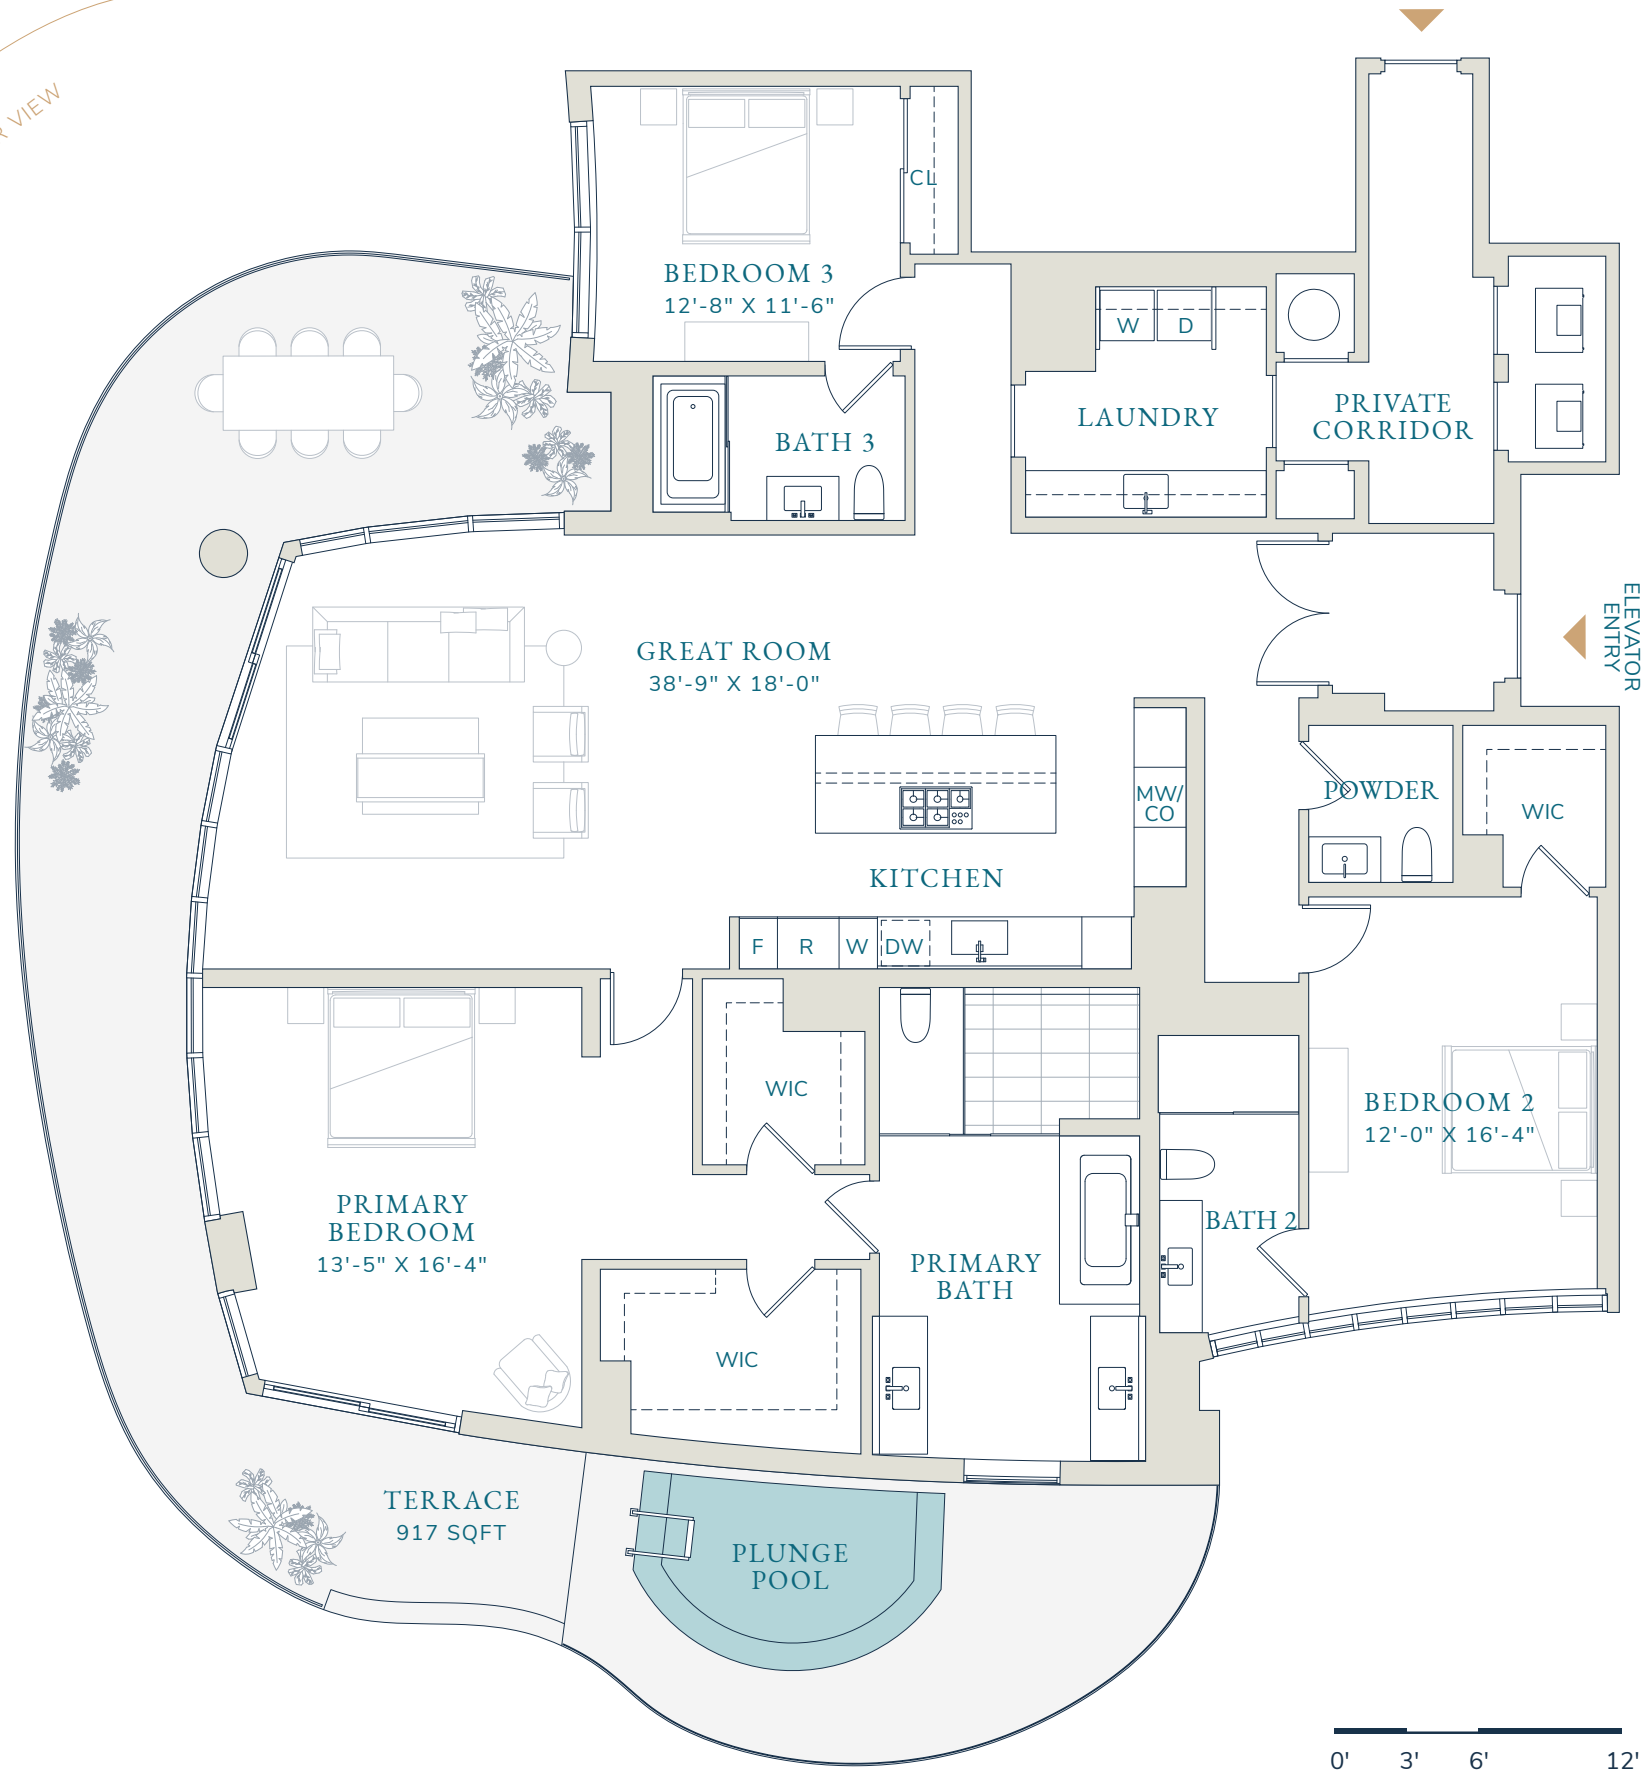 VIEW
CL
BEDROOM 3
12'-8" X 11'-6"
W
D
BATH 3
LAUNDRY
PRIVATE
CORRIDOR
ELEVATOR
ENTRY
GREAT ROOM
38'-9" X 18'-0"
MW/
CO
POWDER
WIC
KITCHEN
F
R
W
DW
WIC
BEDROOM 2
12'-0" X 16'-4"
PRIMARY
BEDROOM
13'-5" X 16'-4"
BATH 2
PRIMARY
BATH
WIC
TERRACE
917 SQFT
PLUNGE
POOL
0'
3'
6'
12'